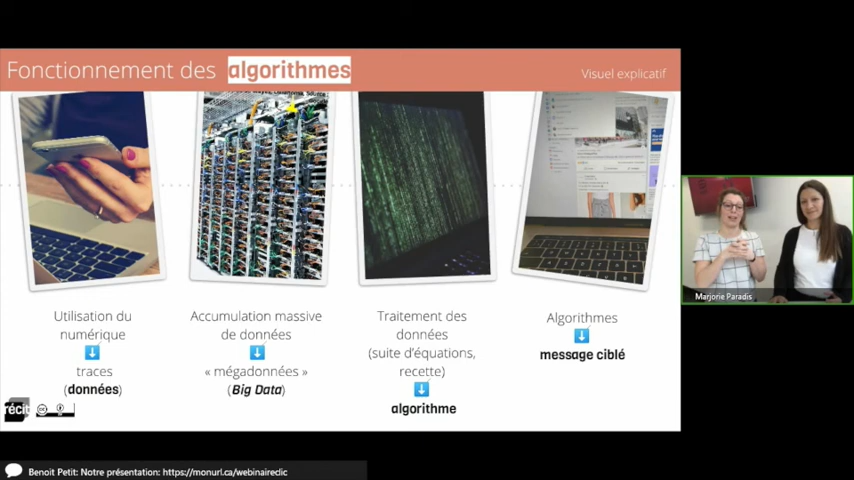 Fonctionnement des algorithmes
Visuel explicatif
Utilisation du
numérique
traces
(données)
Accumulation massive
de données
« mégadonnées »
(Big Data)
Traitement des
données
(suite d'équations,
recette)
algorithme
Algorithmes
message ciblé
Marjorie Paradis
récit
Benoit Petit: Notre présentation: https://monurl.ca/webinaireclic